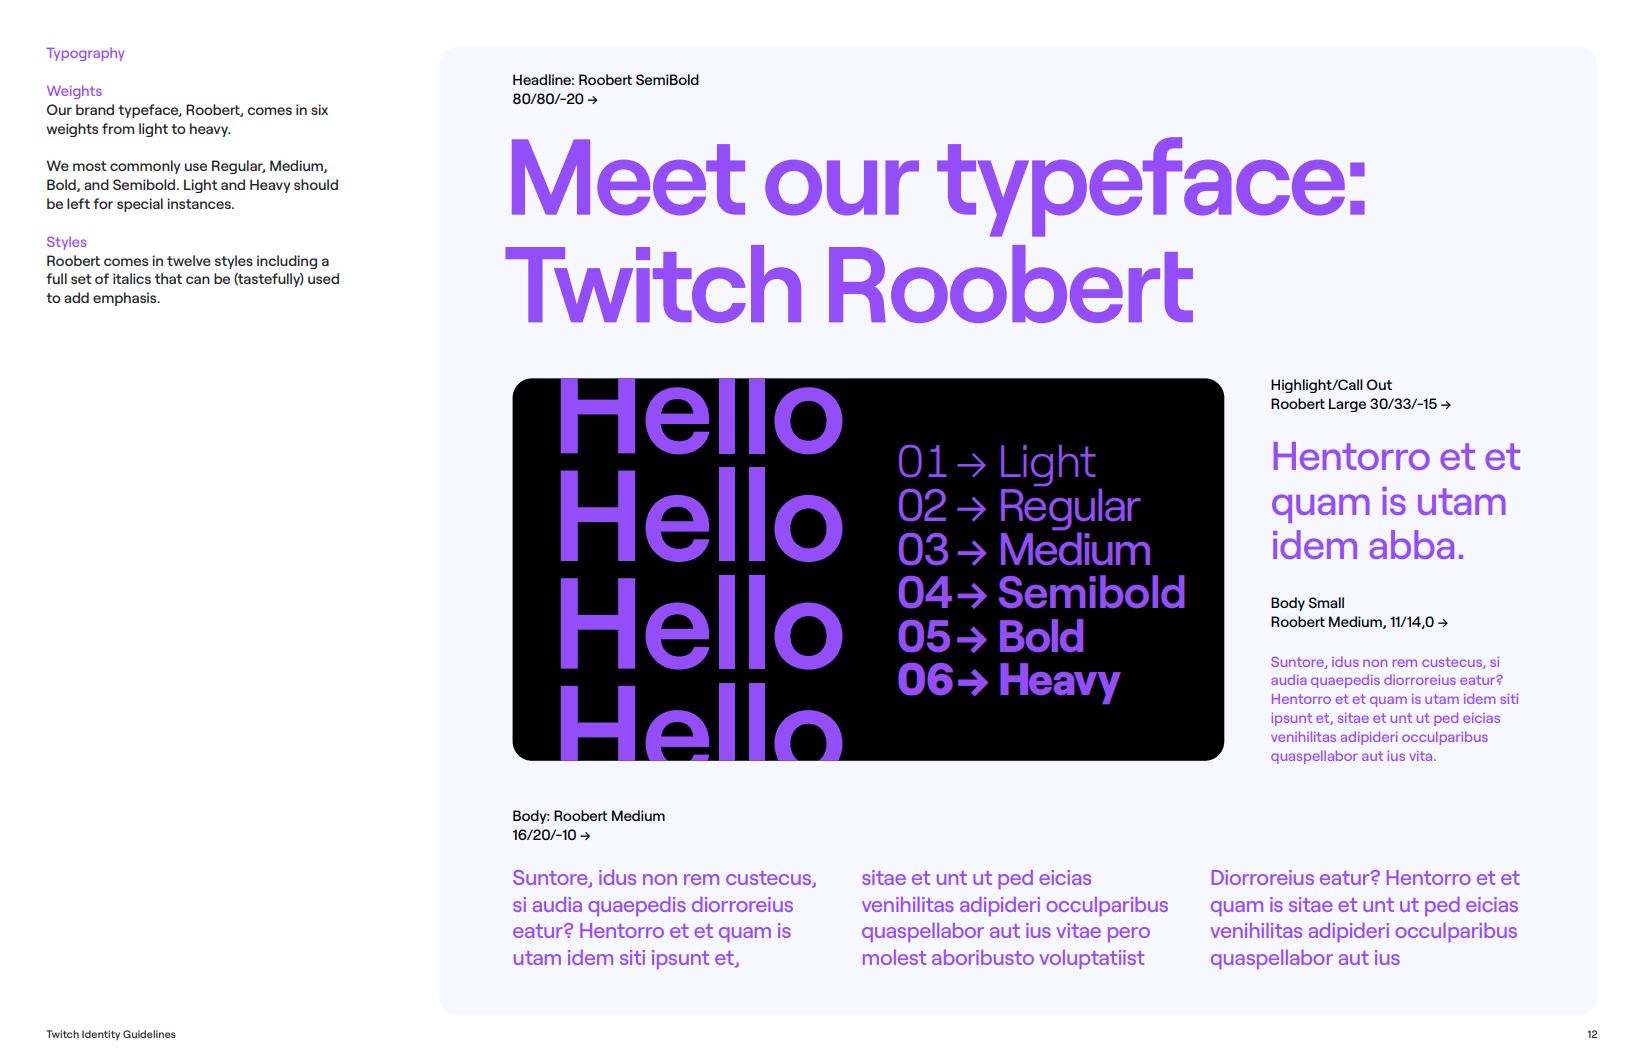 Typography
Weights
Our brand typeface, Roobert, comes in six
weights from light to heavy.
We most commonly use Regular, Medium,
Bold, and Semibold. Light and Heavy should
be left for special instances.
Styles
Roobert comes in twelve styles including a
full set of italics that can be (tastefully) used
to add emphasis.
Headline: Roobert SemiBold
80/80/-20 →
Meet our typeface:
Twitch Roobert
Hello
Hello
Hello
Hello
01 → Light
02 → Regular
03 → Medium
04 → Semibold
05 → Bold
06 → Heavy
Highlight/Call Out
Roobert Large 30/33/-15 →
Hentorro et et
quam is utam
idem abba.
Body Small
Roobert Medium, 11/14,0 →
Suntore, idus non rem custecus, si
audia quaepedis diorroreius eatur?
Hentorro et et quam is utam idem siti
ipsunt et, sitae et unt ut ped eicias
venihilitas adipideri occulparibus
quaspellabor aut ius vita.
Body: Roobert Medium
16/20/-10 →
Suntore, idus non rem custecus,
si audia quaepedis diorroreius
eatur? Hentorro et et quam is
utam idem siti ipsunt et,
sitae et unt ut ped eicias
venihilitas adipideri occulparibus
quaspellabor aut ius vitae pero
molest aboribusto voluptatiist
Diorroreius eatur? Hentorro et et
quam is sitae et unt ut ped eicias
venihilitas adipideri occulparibus
quaspellabor aut ius
Twitch Identity Guidelines
12